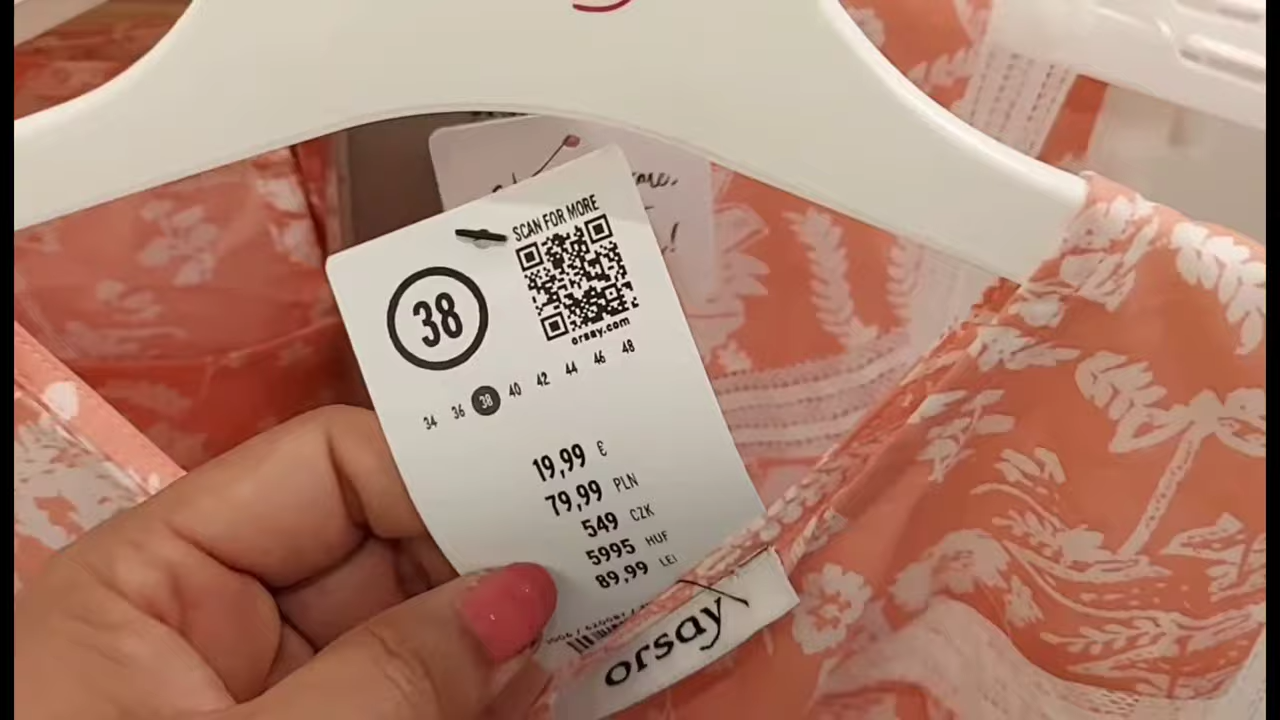 SCAN FOR MORE
38
orsay.com
34 36 38 40 42 44 46 48
19,99 €
79,99 PLN
549 CZK
5995 HUF
89,99 LEI
orsay